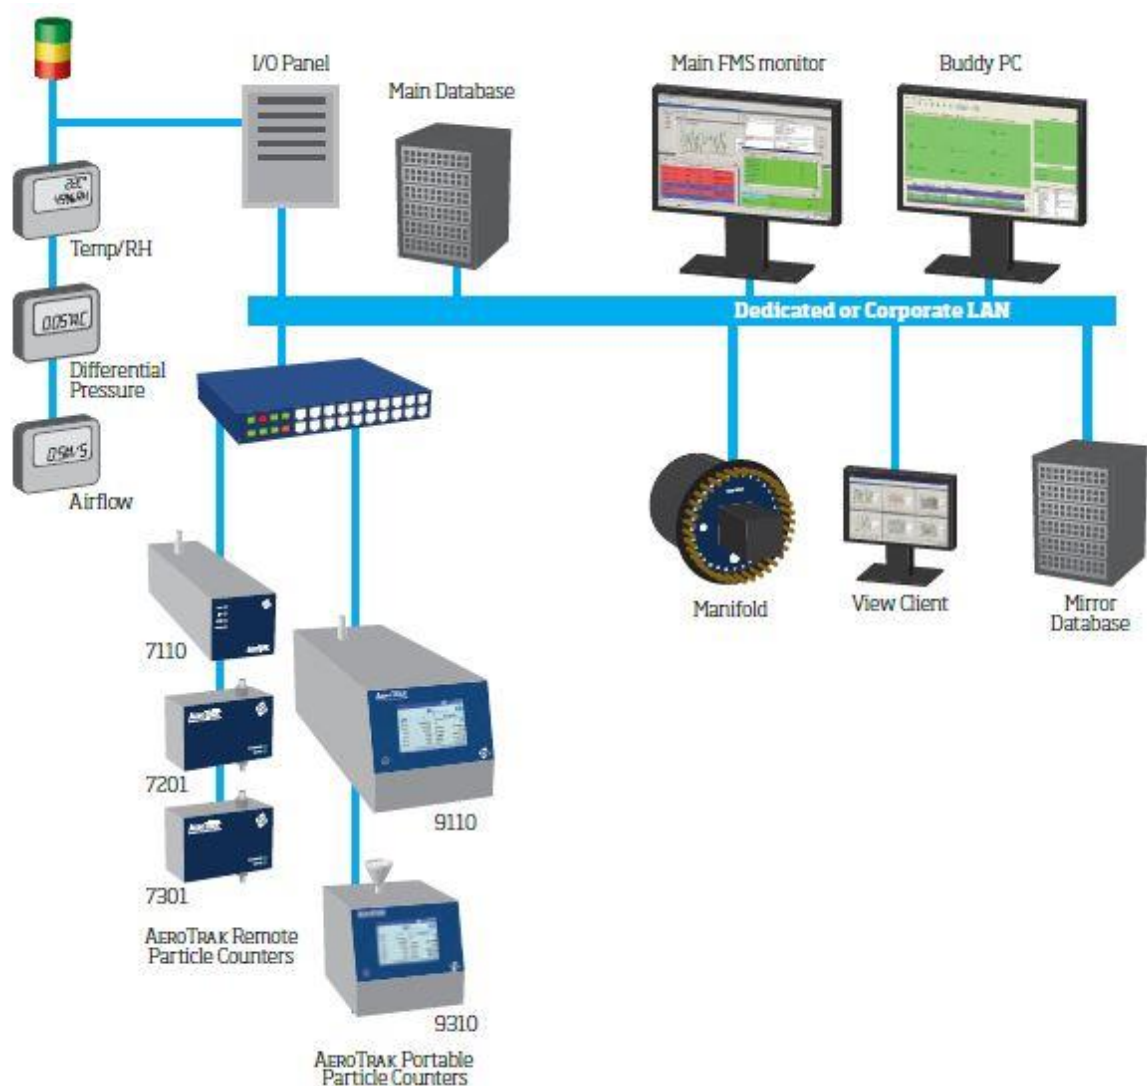 I/O Panel
Main Database
Main FMS monitor
Buddy PC
Temp/RH
Differential
Pressure
Airflow
Dedicated or Corporate LAN
Manifold
View Client
Mirror
Database
7110
7201
7301
AEROTRAK Remote
Particle Counters
AEROTRAK
9110
9310
AEROTRAK Portable
Particle Counters